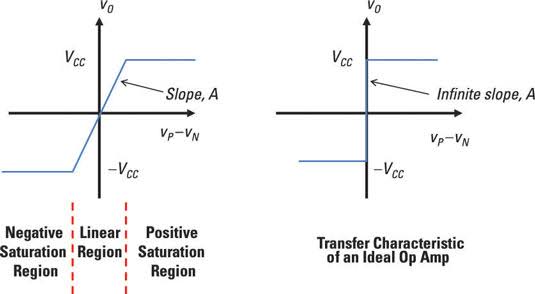 vO
VCC
Slope, A
vP–vN
–VCC
Negative
Saturation
Region
Linear
Region
Positive
Saturation
Region
vO
VCC
Infinite slope, A
vP–vN
–VCC
Transfer Characteristic
of an Ideal Op Amp